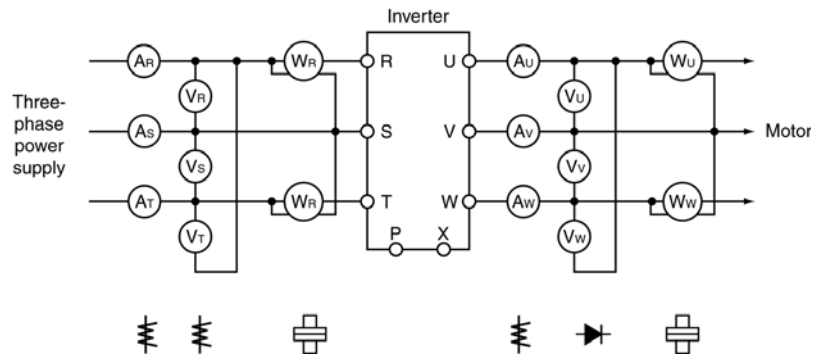 Inverter
AR
WR
R
U
AU
WU
Three-
phase
power
supply
VR
VU
AS
S
V
AV
Motor
VS
VV
AT
WR
T
W
AW
WW
VT
P
X
VW